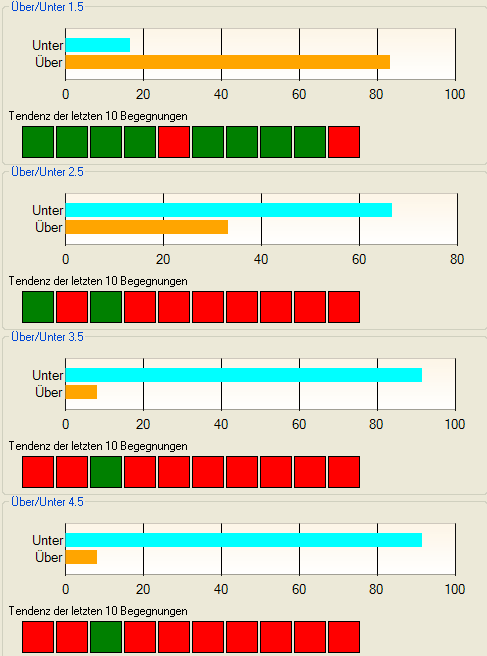 Über/Unter 1.5
Unter
Über
0 20 40 60 80 100
Tendenz der letzten 10 Begegnungen
Über/Unter 2.5
Unter
Über
0 20 40 60 80
Tendenz der letzten 10 Begegnungen
Über/Unter 3.5
Unter
Über
0 20 40 60 80 100
Tendenz der letzten 10 Begegnungen
Über/Unter 4.5
Unter
Über
0 20 40 60 80 100
Tendenz der letzten 10 Begegnungen